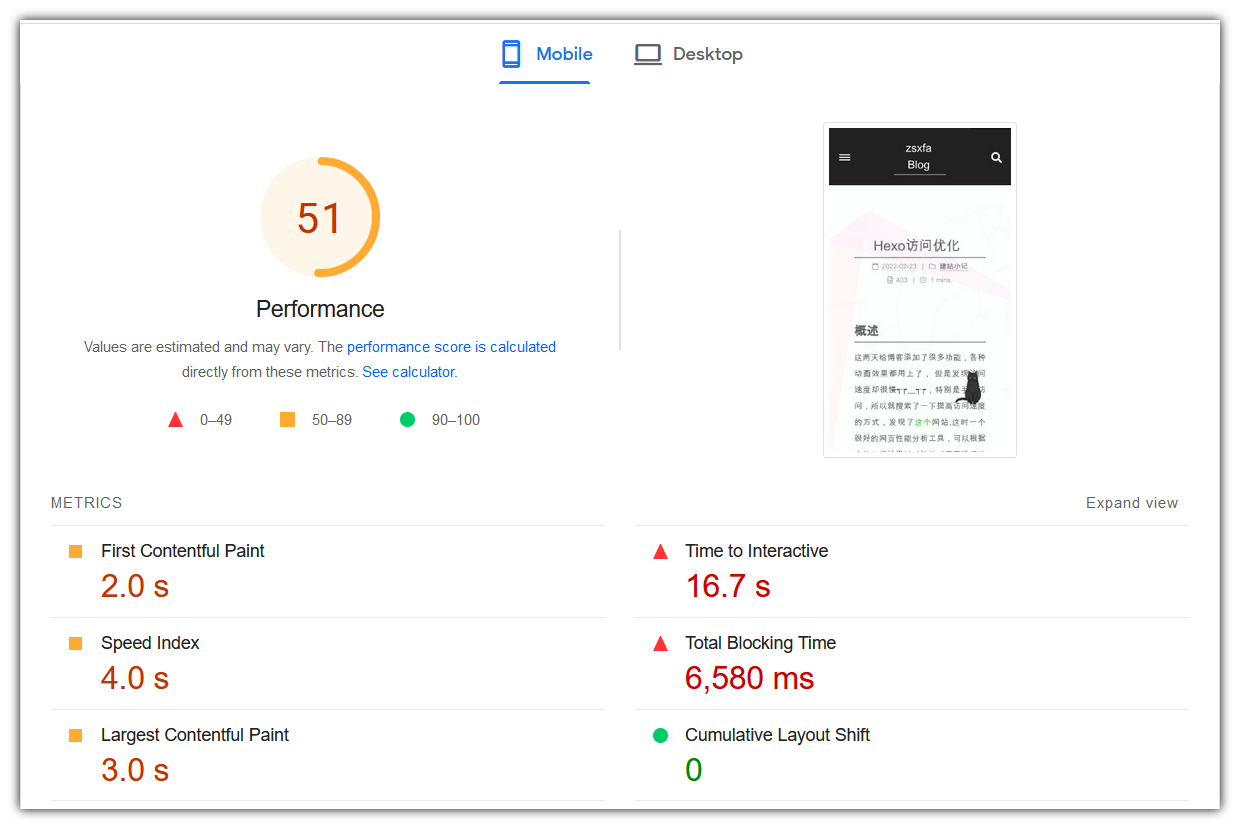 Mobile
Desktop
51
Performance
Values are estimated and may vary. The performance score is calculated
directly from these metrics. See calculator.
0–49
50–89
90–100
zsxfa
Blog
Hexo访问优化
2022-02-23 | 建站小记
403 | 1 mins.
概述
这两天给博客添加了很多功能，各种
动画效果都用上了，但是发现访问
速度却很慢┭┮﹏┭┮，特别是手机访
问，所以就搜索了一下提高访问速度
的方式，发现了这个网站,这时一个
很好的网页性能分析工具，可以根据
METRICS
Expand view
First Contentful Paint
2.0 s
Time to Interactive
16.7 s
Speed Index
4.0 s
Total Blocking Time
6,580 ms
Largest Contentful Paint
3.0 s
Cumulative Layout Shift
0